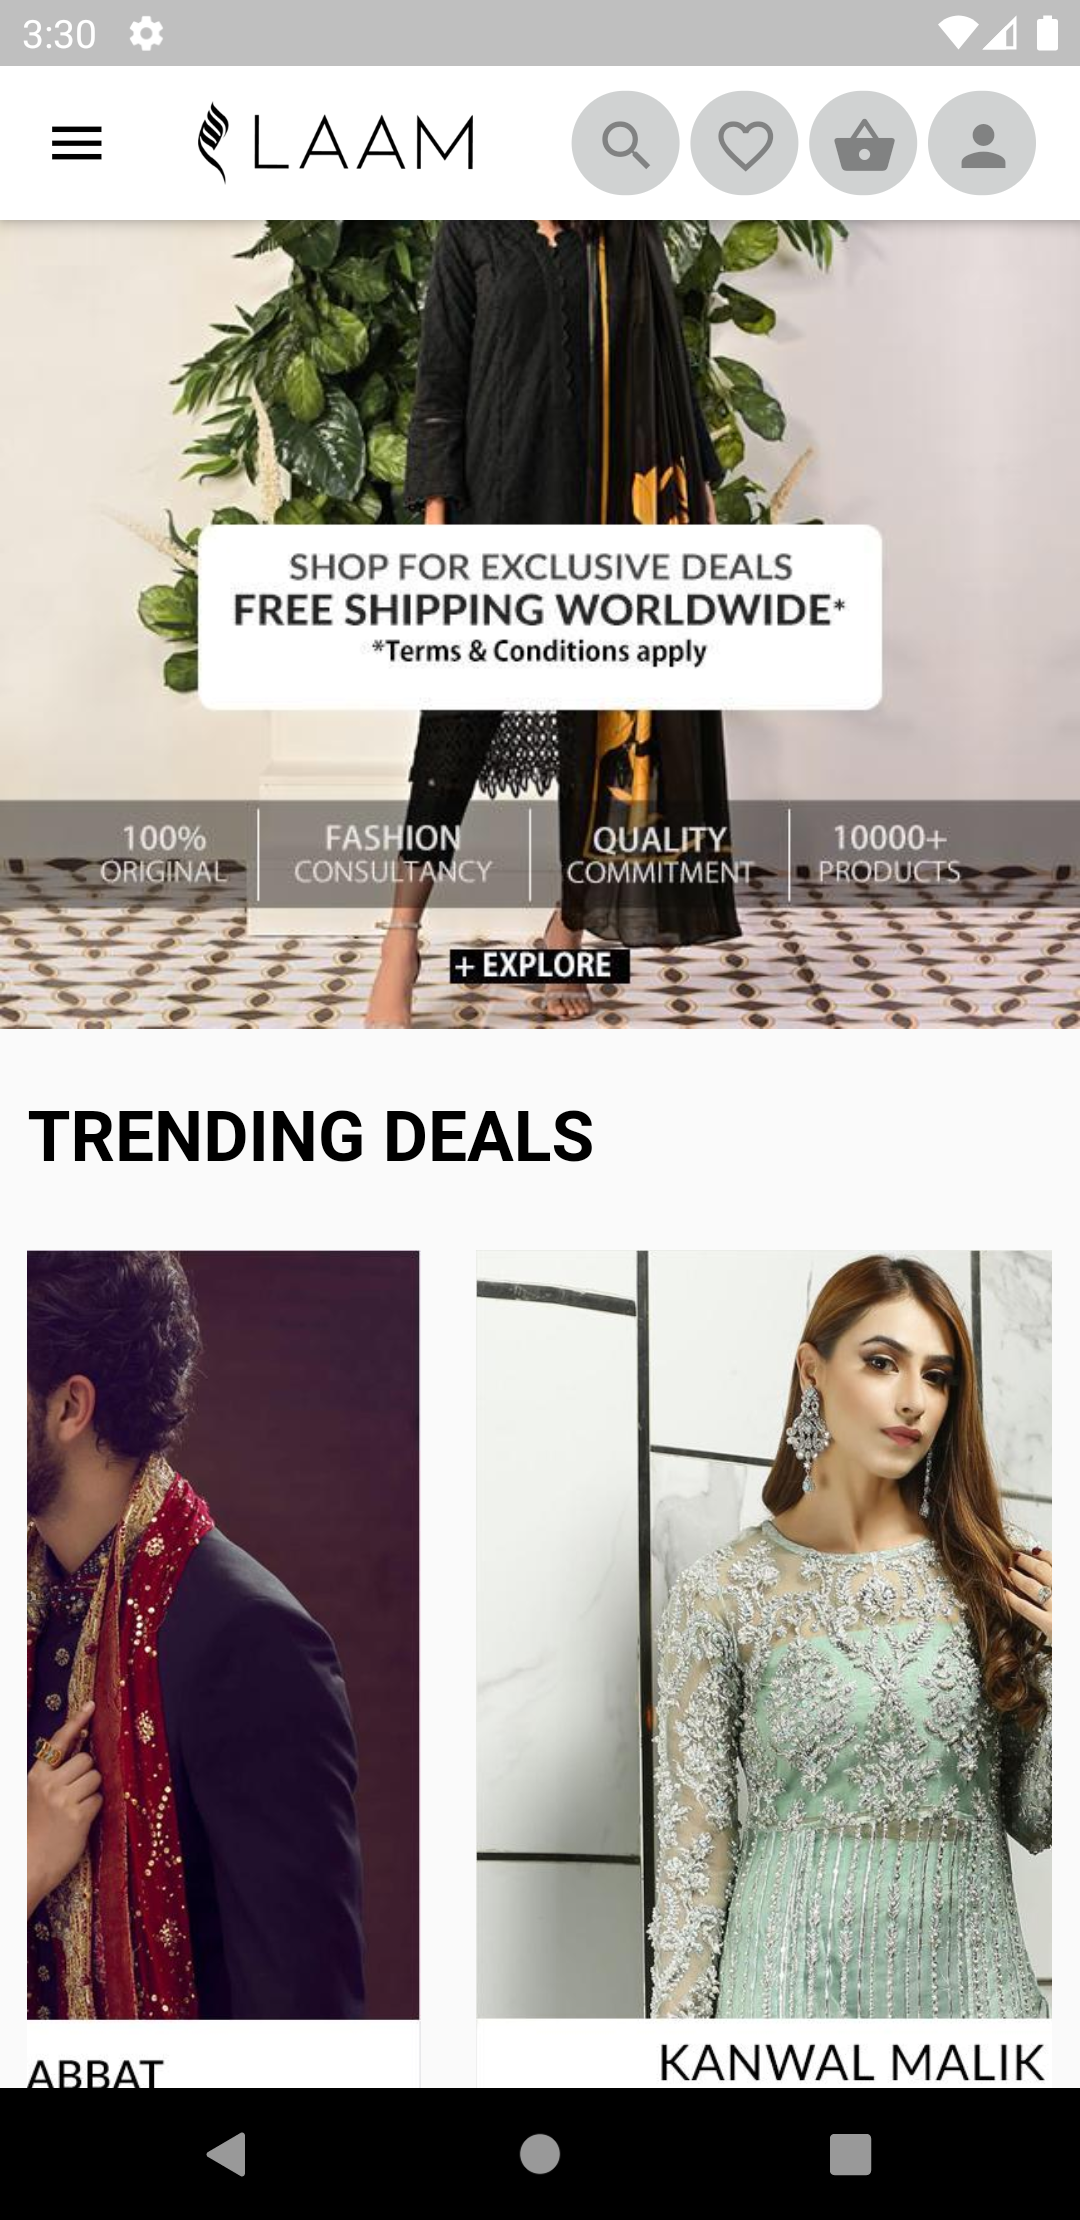 3:30
LAAM
SHOP FOR EXCLUSIVE DEALS
FREE SHIPPING WORLDWIDE*
*Terms & Conditions apply
100%
ORIGINAL
FASHION
CONSULTANCY
QUALITY
COMMITMENT
10000+
PRODUCTS
+ EXPLORE
TRENDING DEALS
ABBAT
KANWAL MALIK